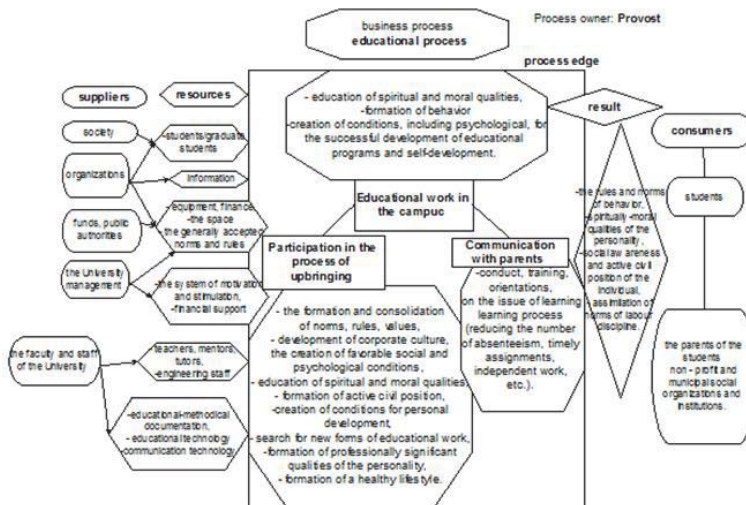 business process
educational process
Process owner: Provost
process edge
suppliers
resources
result
consumers
society
organizations
funds, public
authorities
the University
management
the faculty and staff
of the University
-students/graduate
students
information
- equipment, finance
-the space
the generally accepted
norms and rules
-the system of motivation
and stimulation,
-financial support
-teachers, mentors,
tutors,
-engineering staff
-educational-methodical
documentation,
- educational technology
-communication technology
- education of spiritual and moral qualities,
-formation of behavior
-creation of conditions, including psychological, for
the successful development of educational
programs and self-development.
Educational work in
the campuc
Participation in the
process of
upbringing
Communication
with parents
- the formation and consolidation
of norms, rules, values,
- development of corporate culture,
the creation of favorable social and
psychological conditions,
- education of spiritual and moral qualities,
- formation of active civil position,
-creation of conditions for personal
development,
- search for new forms of educational work,
- formation of professionally significant
qualities of the personality,
- formation of a healthy lifestyle.
-conduct, training,
orientations,
on the issue of learning
learning process
(reducing the number
of absenteeism, timely
assignments,
independent work,
etc.).
-the rules and norms
of behavior,
-spiritually -moral
qualities of the
personality ,
-social law areness
and active civil
position of the
individual,
assimilation of
norms of labour
discipline.
students
the parents of the
students
non - profit and
municipal social
organizations and
institutions.